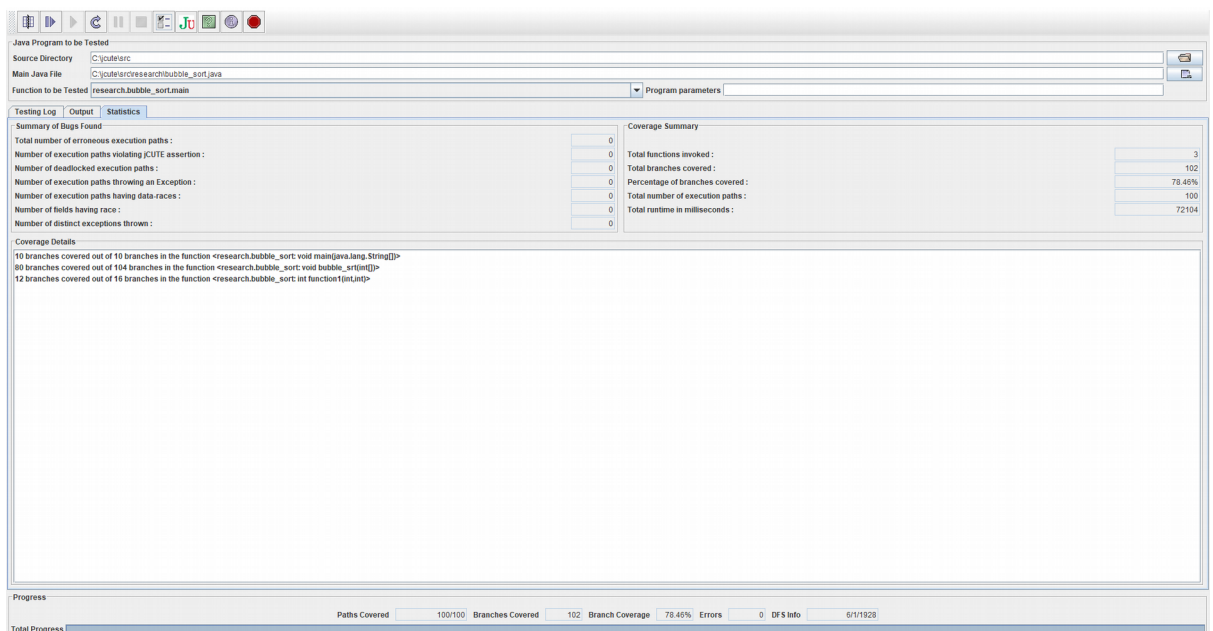 Ju
Java Program to be Tested
Source Directory C:\jcute\src
Main Java File C:\jcute\src\research\bubble_sort.java
Function to be Tested research.bubble_sort.main Program parameters
Testing Log Output Statistics
Summary of Bugs Found
Total number of erroneous execution paths : 0
Number of execution paths violating jCUTE assertion : 0
Number of deadlocked execution paths : 0
Number of execution paths throwing an Exception : 0
Number of execution paths having data-races : 0
Number of fields having race : 0
Number of distinct exceptions thrown : 0
Coverage Summary
Total functions invoked : 3
Total branches covered : 102
Percentage of branches covered : 78.46%
Total number of execution paths : 100
Total runtime in milliseconds : 72104
Coverage Details
10 branches covered out of 10 branches in the function <research.bubble_sort: void main(java.lang.String[])>
80 branches covered out of 104 branches in the function <research.bubble_sort: void bubble_srt(int[])>
12 branches covered out of 16 branches in the function <research.bubble_sort: int function1(int,int)>
Progress
Paths Covered 100/100 Branches Covered 102 Branch Coverage 78.46% Errors 0 DFS Info 6/1/1928
Total Progress